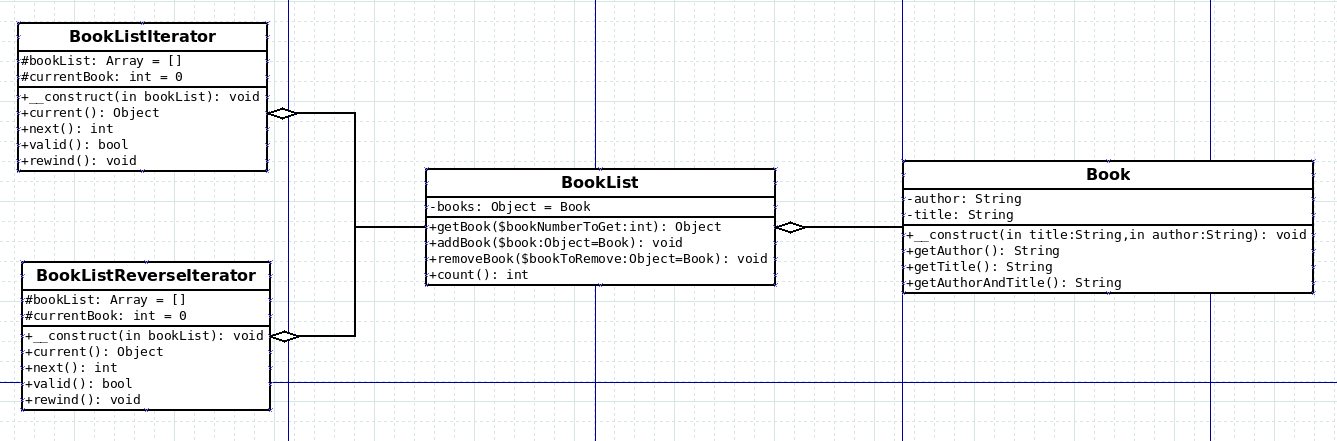 BookListIterator
#bookList: Array = []
#currentBook: int = 0
+__construct(in bookList): void
+current(): Object
+next(): int
+valid(): bool
+rewind(): void
BookListReverseIterator
#bookList: Array = []
#currentBook: int = 0
+__construct(in bookList): void
+current(): Object
+next(): int
+valid(): bool
+rewind(): void
BookList
-books: Object = Book
+getBook($bookNumberToGet:int): Object
+addBook($book:Object=Book): void
+removeBook($bookToRemove:Object=Book): void
+count(): int
Book
-author: String
-title: String
+__construct(in title:String,in author:String): void
+getAuthor(): String
+getTitle(): String
+getAuthorAndTitle(): String